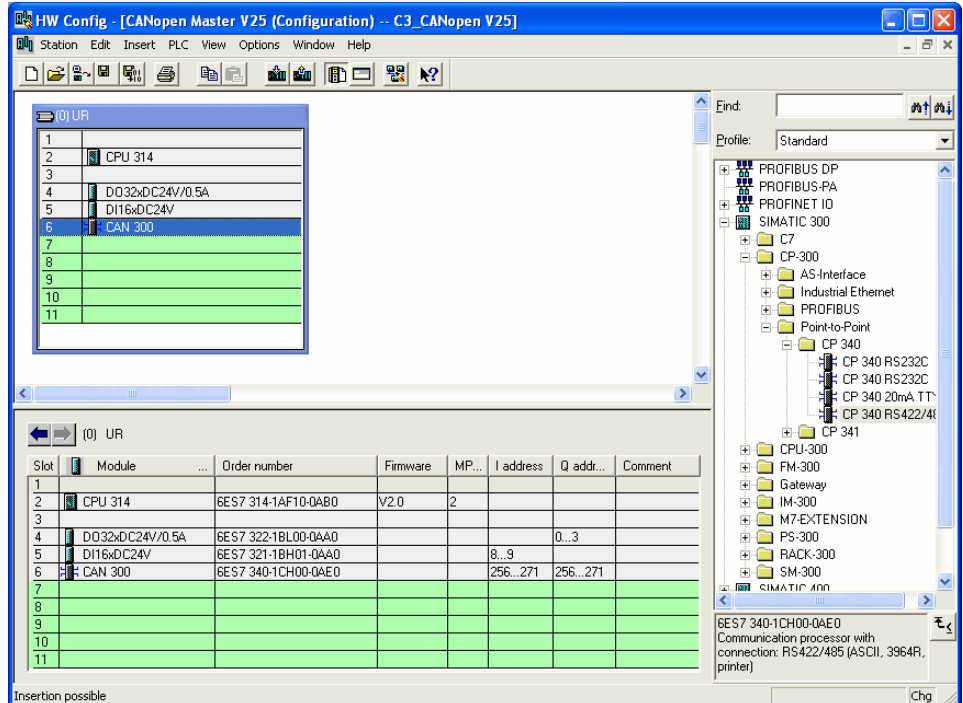 HW Config - [CANopen Master V25 (Configuration) -- C3_CANopen V25]
Station Edit Insert PLC View Options Window Help
(0) UR
1
2 CPU 314
3
4 DO32xDC24V/0.5A
5 DI16xDC24V
6 CAN 300
7
8
9
10
11
Find:
Profile: Standard
PROFIBUS DP
PROFIBUS-PA
PROFINET IO
SIMATIC 300
C7
CP-300
AS-Interface
Industrial Ethernet
PROFIBUS
Point-to-Point
CP 340
CP 340 RS232C
CP 340 RS232C
CP 340 20mA TTY
CP 340 RS422/48
CP 341
CPU-300
FM-300
Gateway
IM-300
M7-EXTENSION
PS-300
RACK-300
SM-300
SIMATIC 400
(0) UR
Slot Module ... Order number Firmware MP... I address Q addr... Comment
1
2 CPU 314 6ES7 314-1AF10-0AB0 V2.0 2
3
4 DO32xDC24V/0.5A 6ES7 322-1BL00-0AA0 0...3
5 DI16xDC24V 6ES7 321-1BH01-0AA0 8...9
6 CAN 300 6ES7 340-1CH00-0AE0 256...271 256...271
7
8
9
10
11
6ES7 340-1CH00-0AE0
Communication processor with
connection: RS422/485 (ASCII, 3964R,
printer)
Insertion possible
Chg